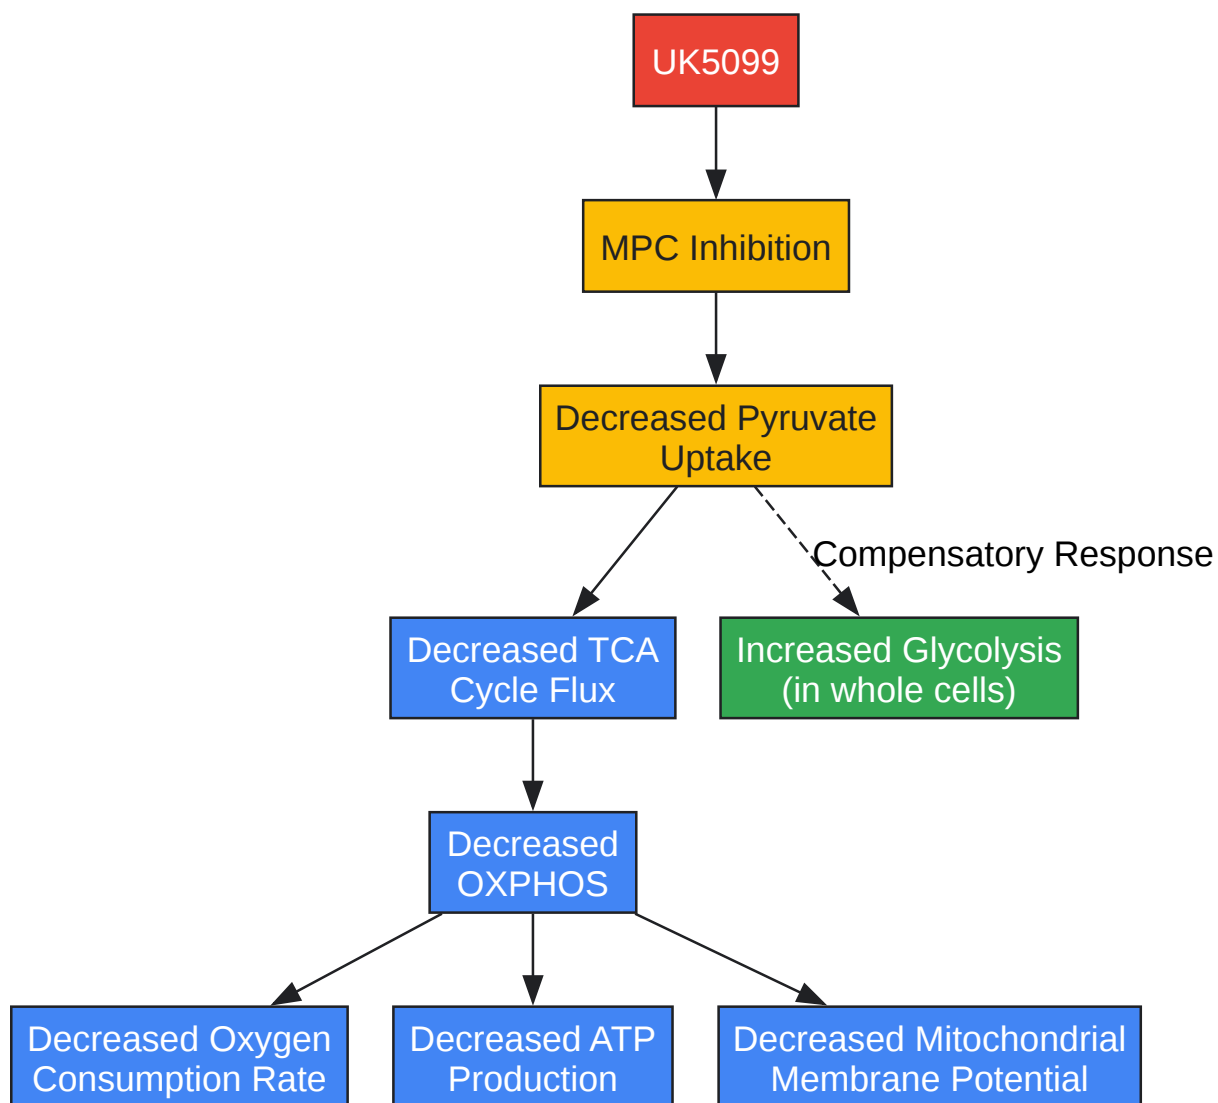 UK5099
MPC Inhibition
Decreased Pyruvate
Uptake
Compensatory Response
Decreased TCA
Cycle Flux
Increased Glycolysis
(in whole cells)
Decreased
OXPHOS
Decreased Oxygen
Consumption Rate
Decreased ATP
Production
Decreased Mitochondrial
Membrane Potential